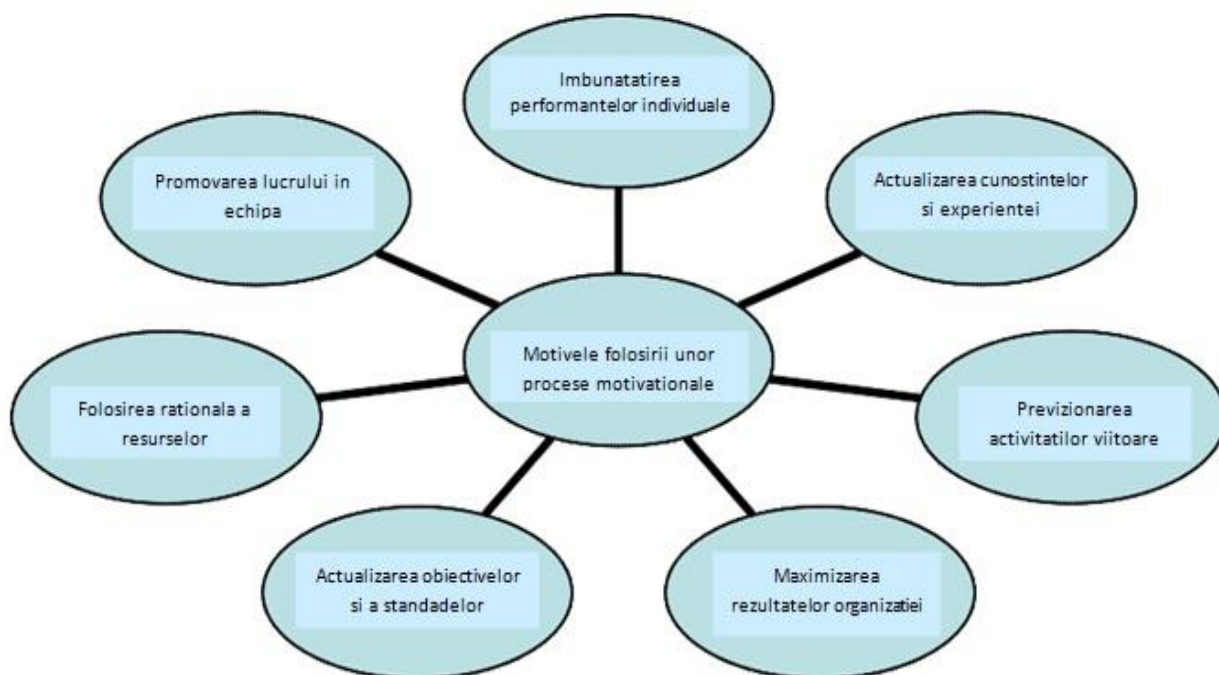 Imbunatatirea
performantelor individuale
Promovarea lucrului in
echipa
Actualizarea cunostintelor
si experientei
Motivele folosirii unor
procese motivationale
Folosirea rationala a
resurselor
Previzionarea
activitatilor viitoare
Actualizarea obiectivelor
si a standadelor
Maximizarea
rezultatelor organizatiei